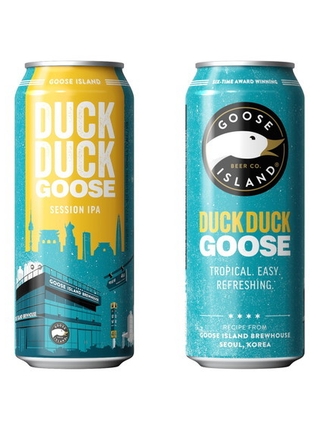 GOOSE ISLAND
DUCK
DUCK
GOOSE
SESSION IPA
GOOSE ISLAND BREWHOUSE
SIX-TIME AWARD WINNING
GOOSE
BEER CO.
ISLAND
DUCK DUCK
GOOSE
TROPICAL. EASY.
REFRESHING.
RECIPE FROM
GOOSE ISLAND BREWHOUSE
SEOUL, KOREA